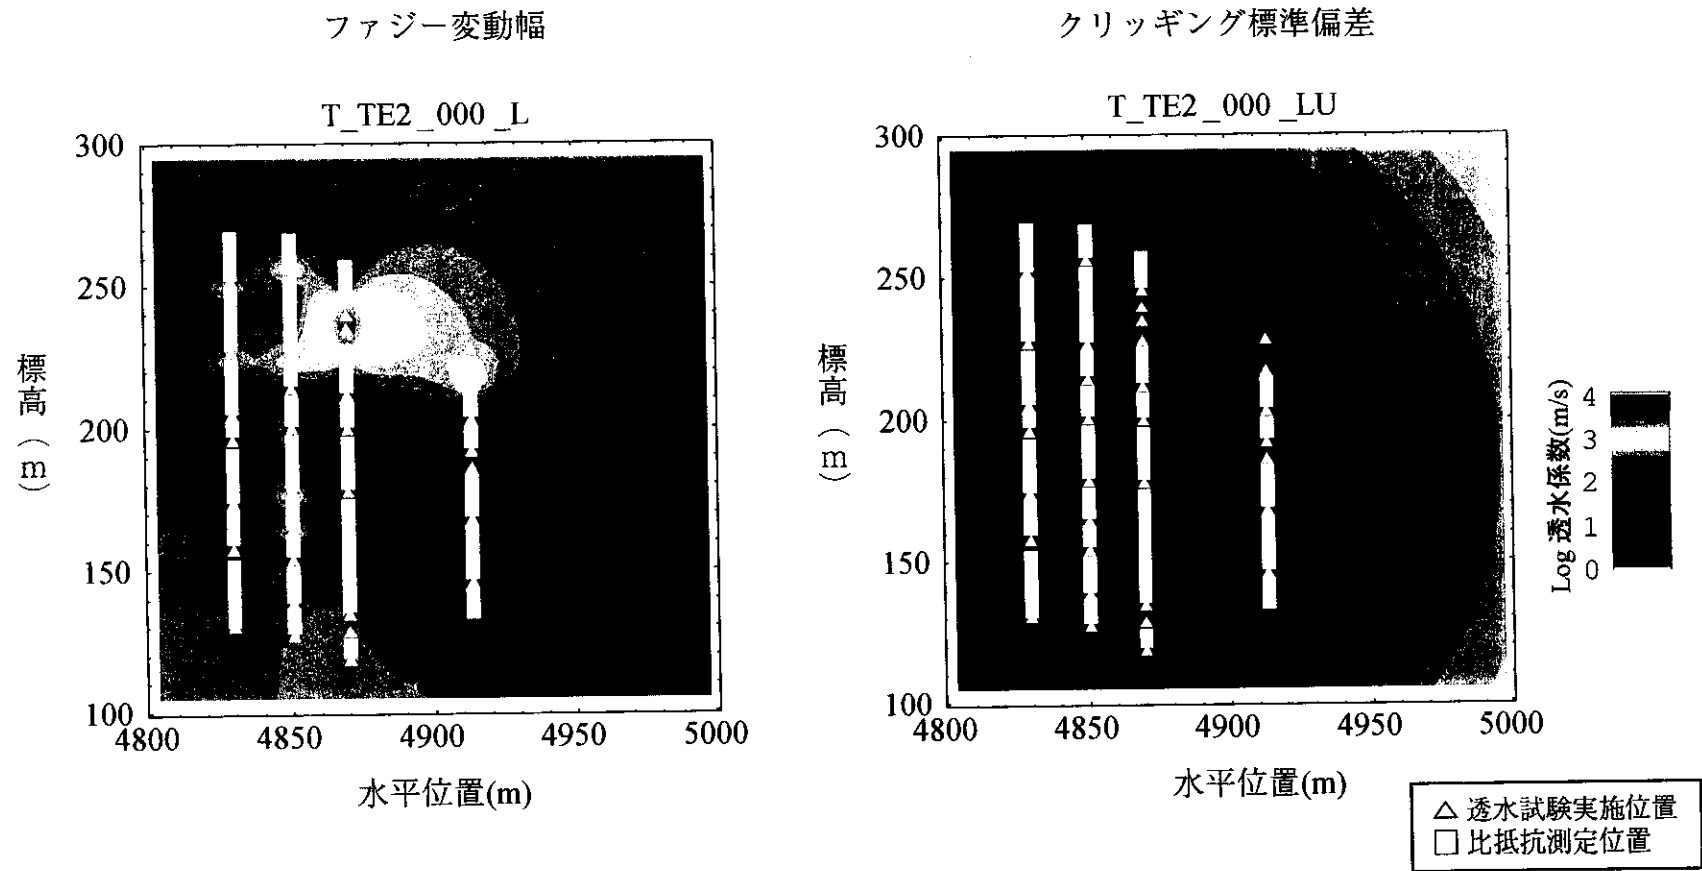 ファジー変動幅
クリッギング標準偏差
T_TE2_000_L
T_TE2_000_LU
300
250
200
150
100
標高(m)
4800
4850
4900
4950
5000
水平位置(m)
300
250
200
150
100
標高(m)
4800
4850
4900
4950
5000
水平位置(m)
Log 透水係数(m/s)
4
3
2
1
0
△ 透水試験実施位置
□ 比抵抗測定位置